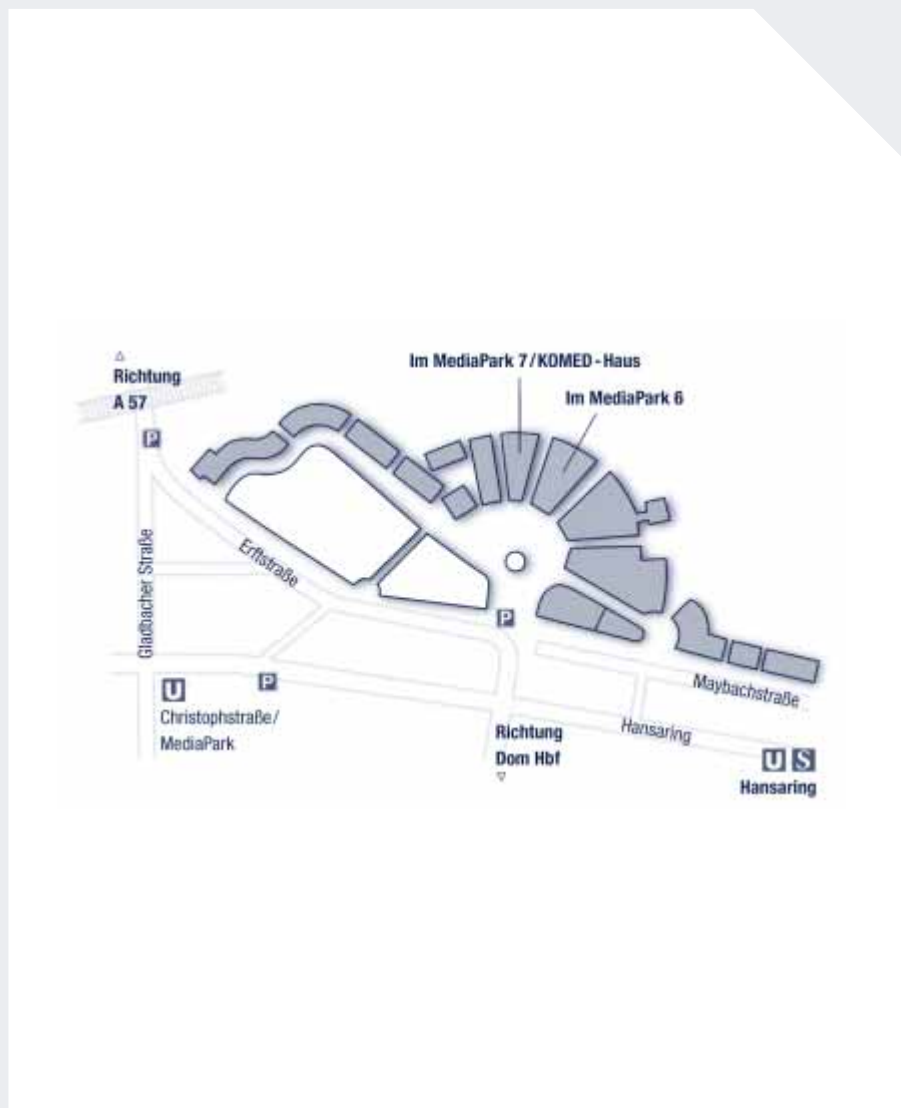 Richtung
A 57
Im MediaPark 7/KOMED-Haus
Im MediaPark 6
P
Gladbacher Straße
Erftstraße
P
U
P
Christophstraße/
MediaPark
Maybachstraße
Hansaring
Richtung
Dom Hbf
U S
Hansaring